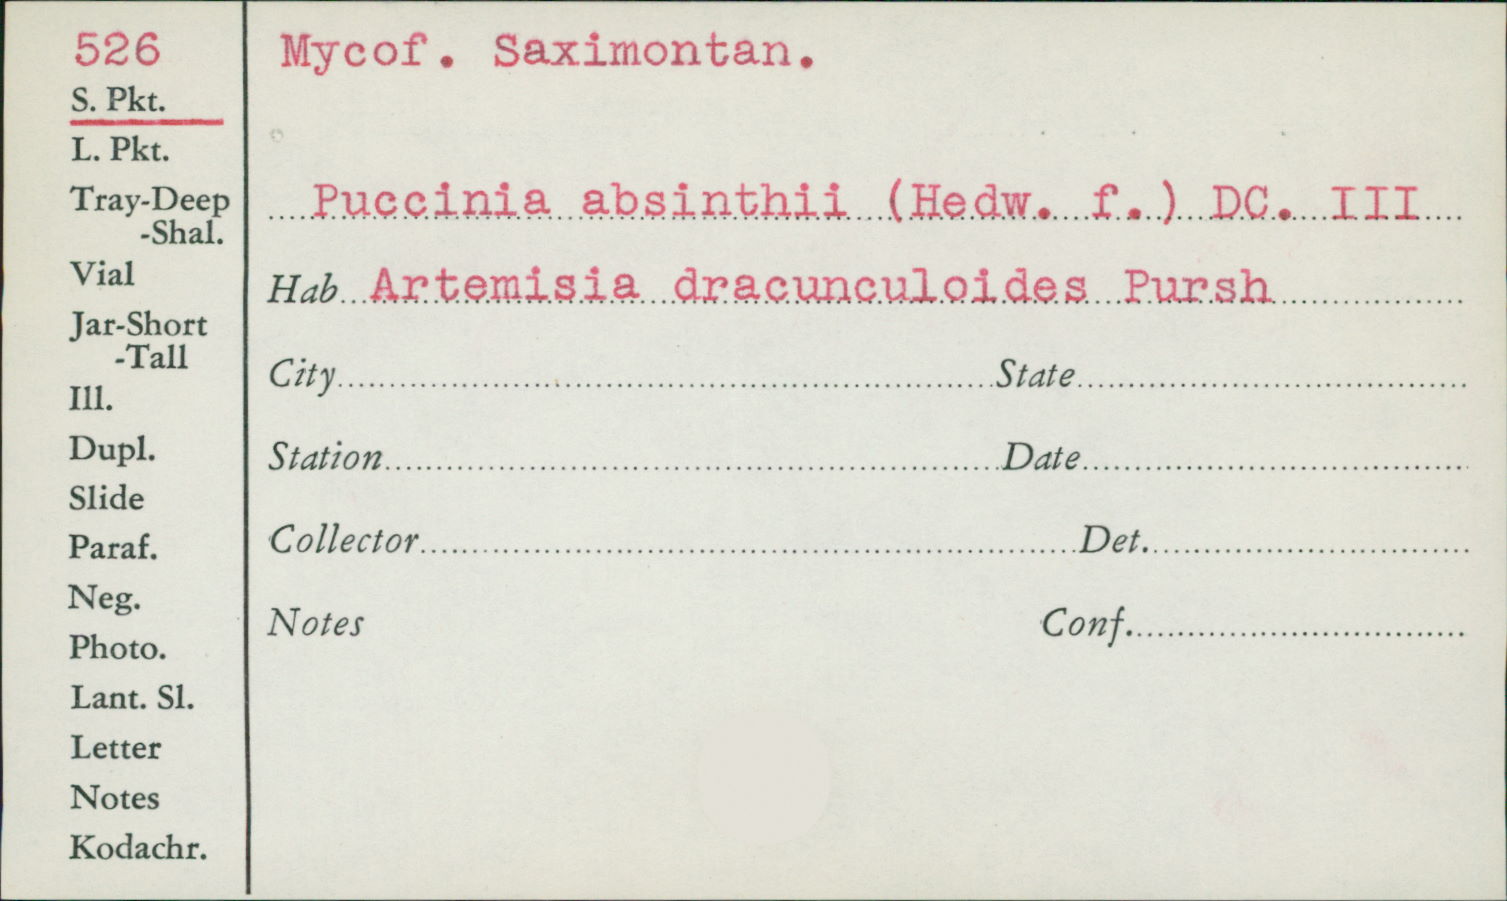 526
S. Pkt.
L. Pkt.
Tray-Deep
-Shal.
Vial
Jar-Short
-Tall
Ill.
Dupl.
Slide
Paraf.
Neg.
Photo.
Lant. Sl.
Letter
Notes
Kodachr.
Mycof. Saximontan.
Puccinia absinthii (Hedw. f.) DC. III
Hab Artemisia dracunculoides Pursh
City State
Station Date
Collector Det.
Notes Conf.